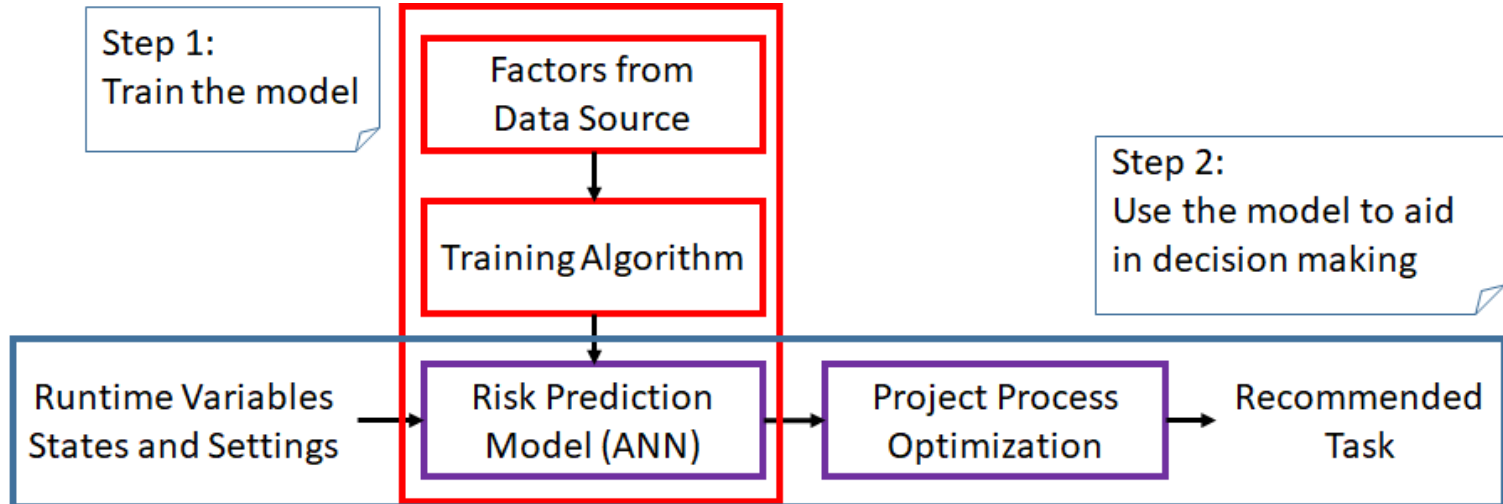 Step 1:
Train the model
Factors from
Data Source
Step 2:
Use the model to aid
in decision making
Training Algorithm
Runtime Variables
States and Settings
Risk Prediction
Model (ANN)
Project Process
Optimization
Recommended
Task